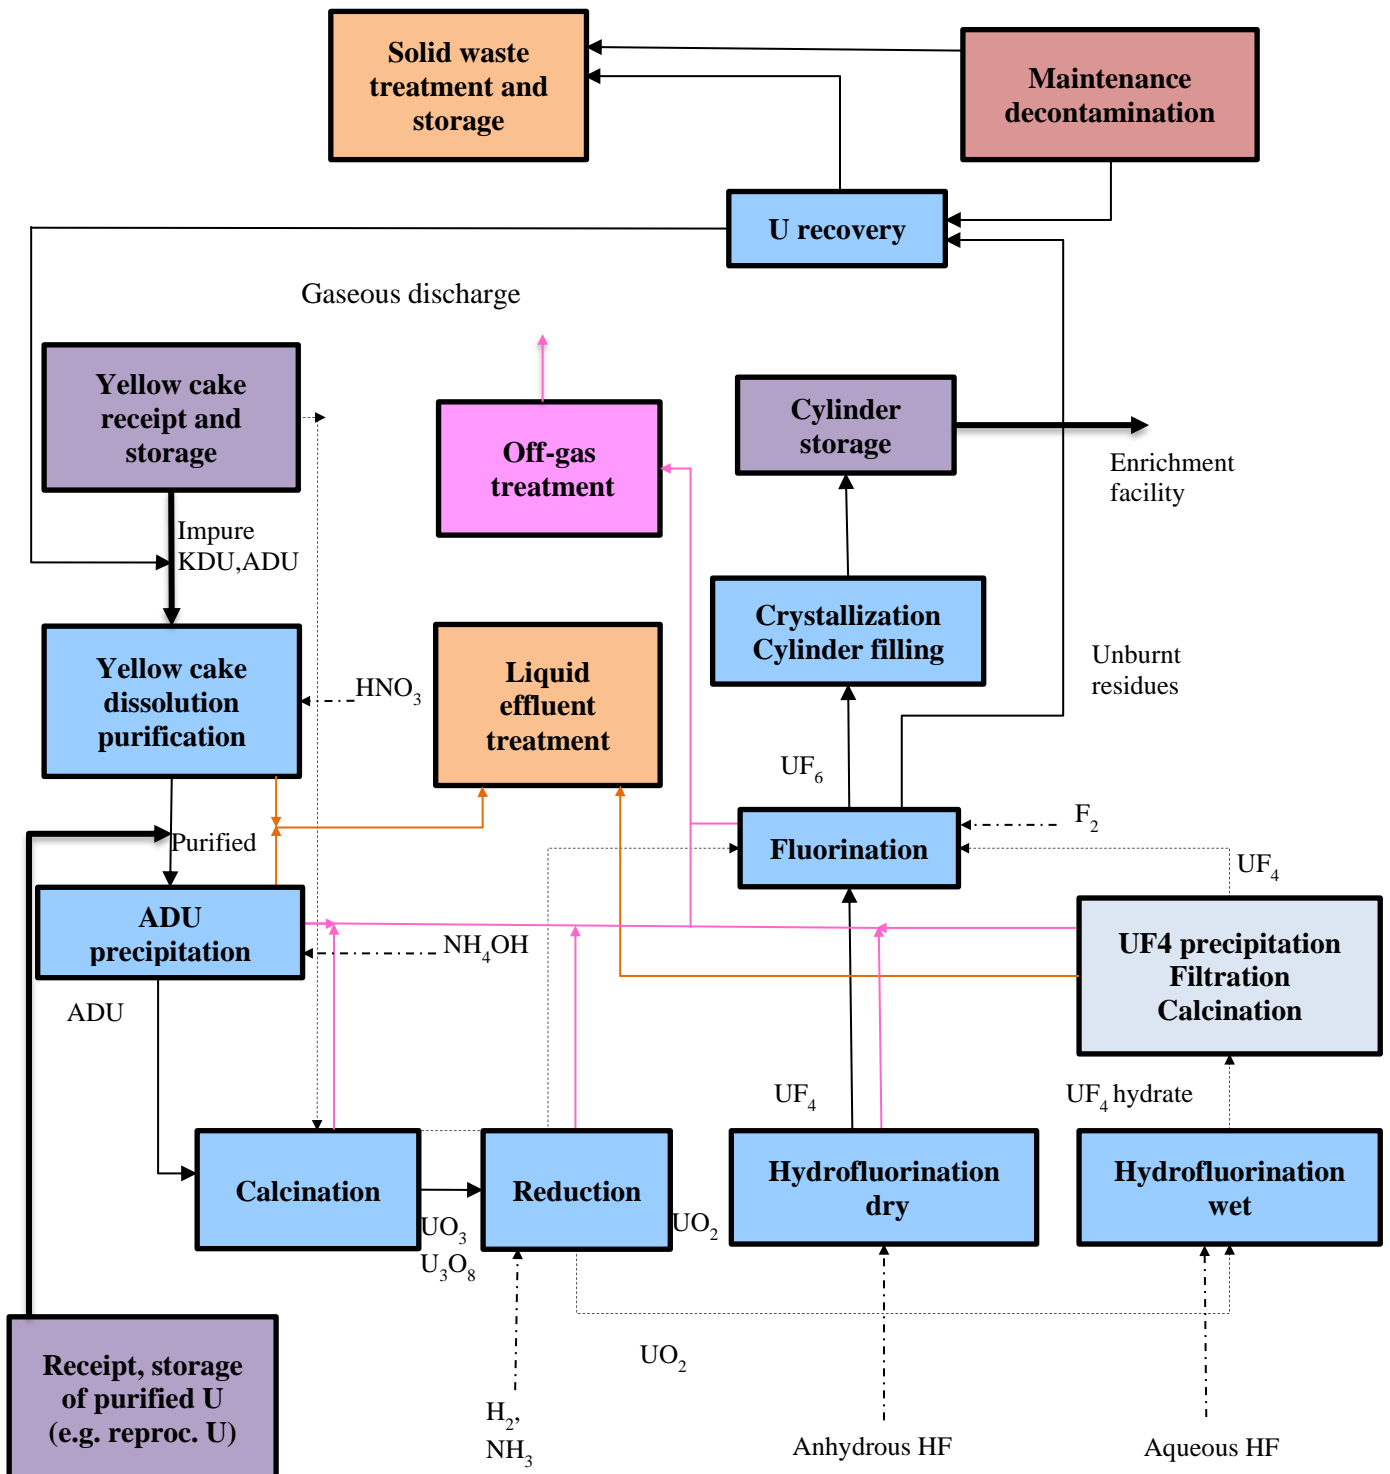 Solid waste
treatment and
storage
Maintenance
decontamination
U recovery
Gaseous discharge
Yellow cake
receipt and
storage
Off-gas
treatment
Cylinder
storage
Enrichment
facility
Impure
KDU,ADU
Crystallization
Cylinder filling
Yellow cake
dissolution
purification
HNO3
Liquid
effluent
treatment
Unburnt
residues
UF6
Purified
F2
Fluorination
UF4
ADU
precipitation
NH4OH
UF4 precipitation
Filtration
Calcination
ADU
UF4
UF4 hydrate
Calcination
Reduction
Hydrofluorination
dry
Hydrofluorination
wet
UO3
U3O8
UO2
UO2
Receipt, storage
of purified U
(e.g. reproc. U)
H2,
NH3
Anhydrous HF
Aqueous HF